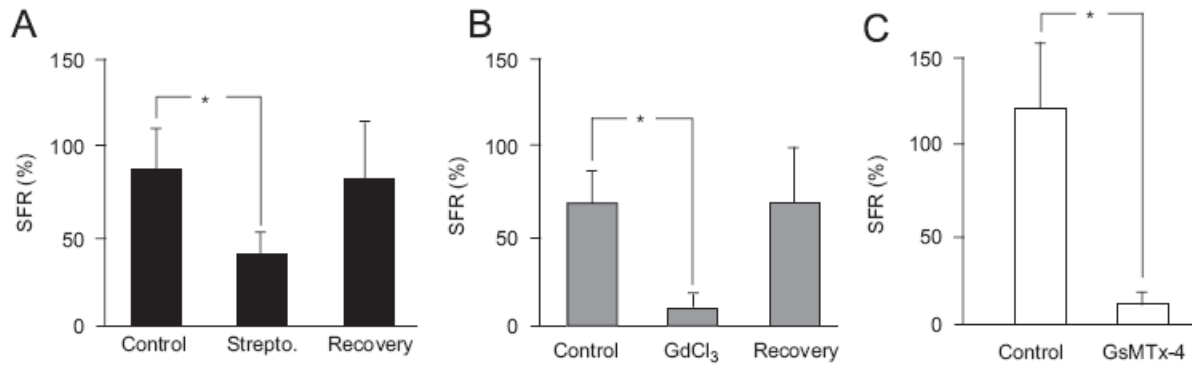 A
SFR (%)
150
100
50
0
*
Control Strepto. Recovery
B
SFR (%)
150
100
50
0
*
Control GdCl₃ Recovery
C
SFR (%)
150
100
50
0
*
Control GsMTx-4